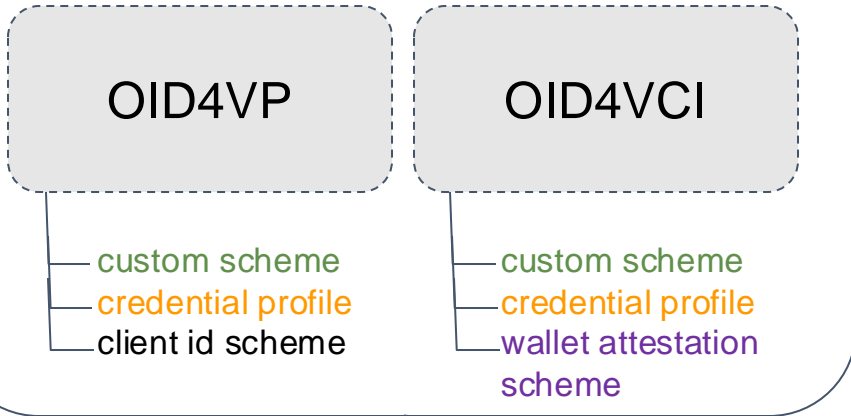 OID4VP
OID4VCI
custom scheme
credential profile
client id scheme
custom scheme
credential profile
wallet attestation
scheme